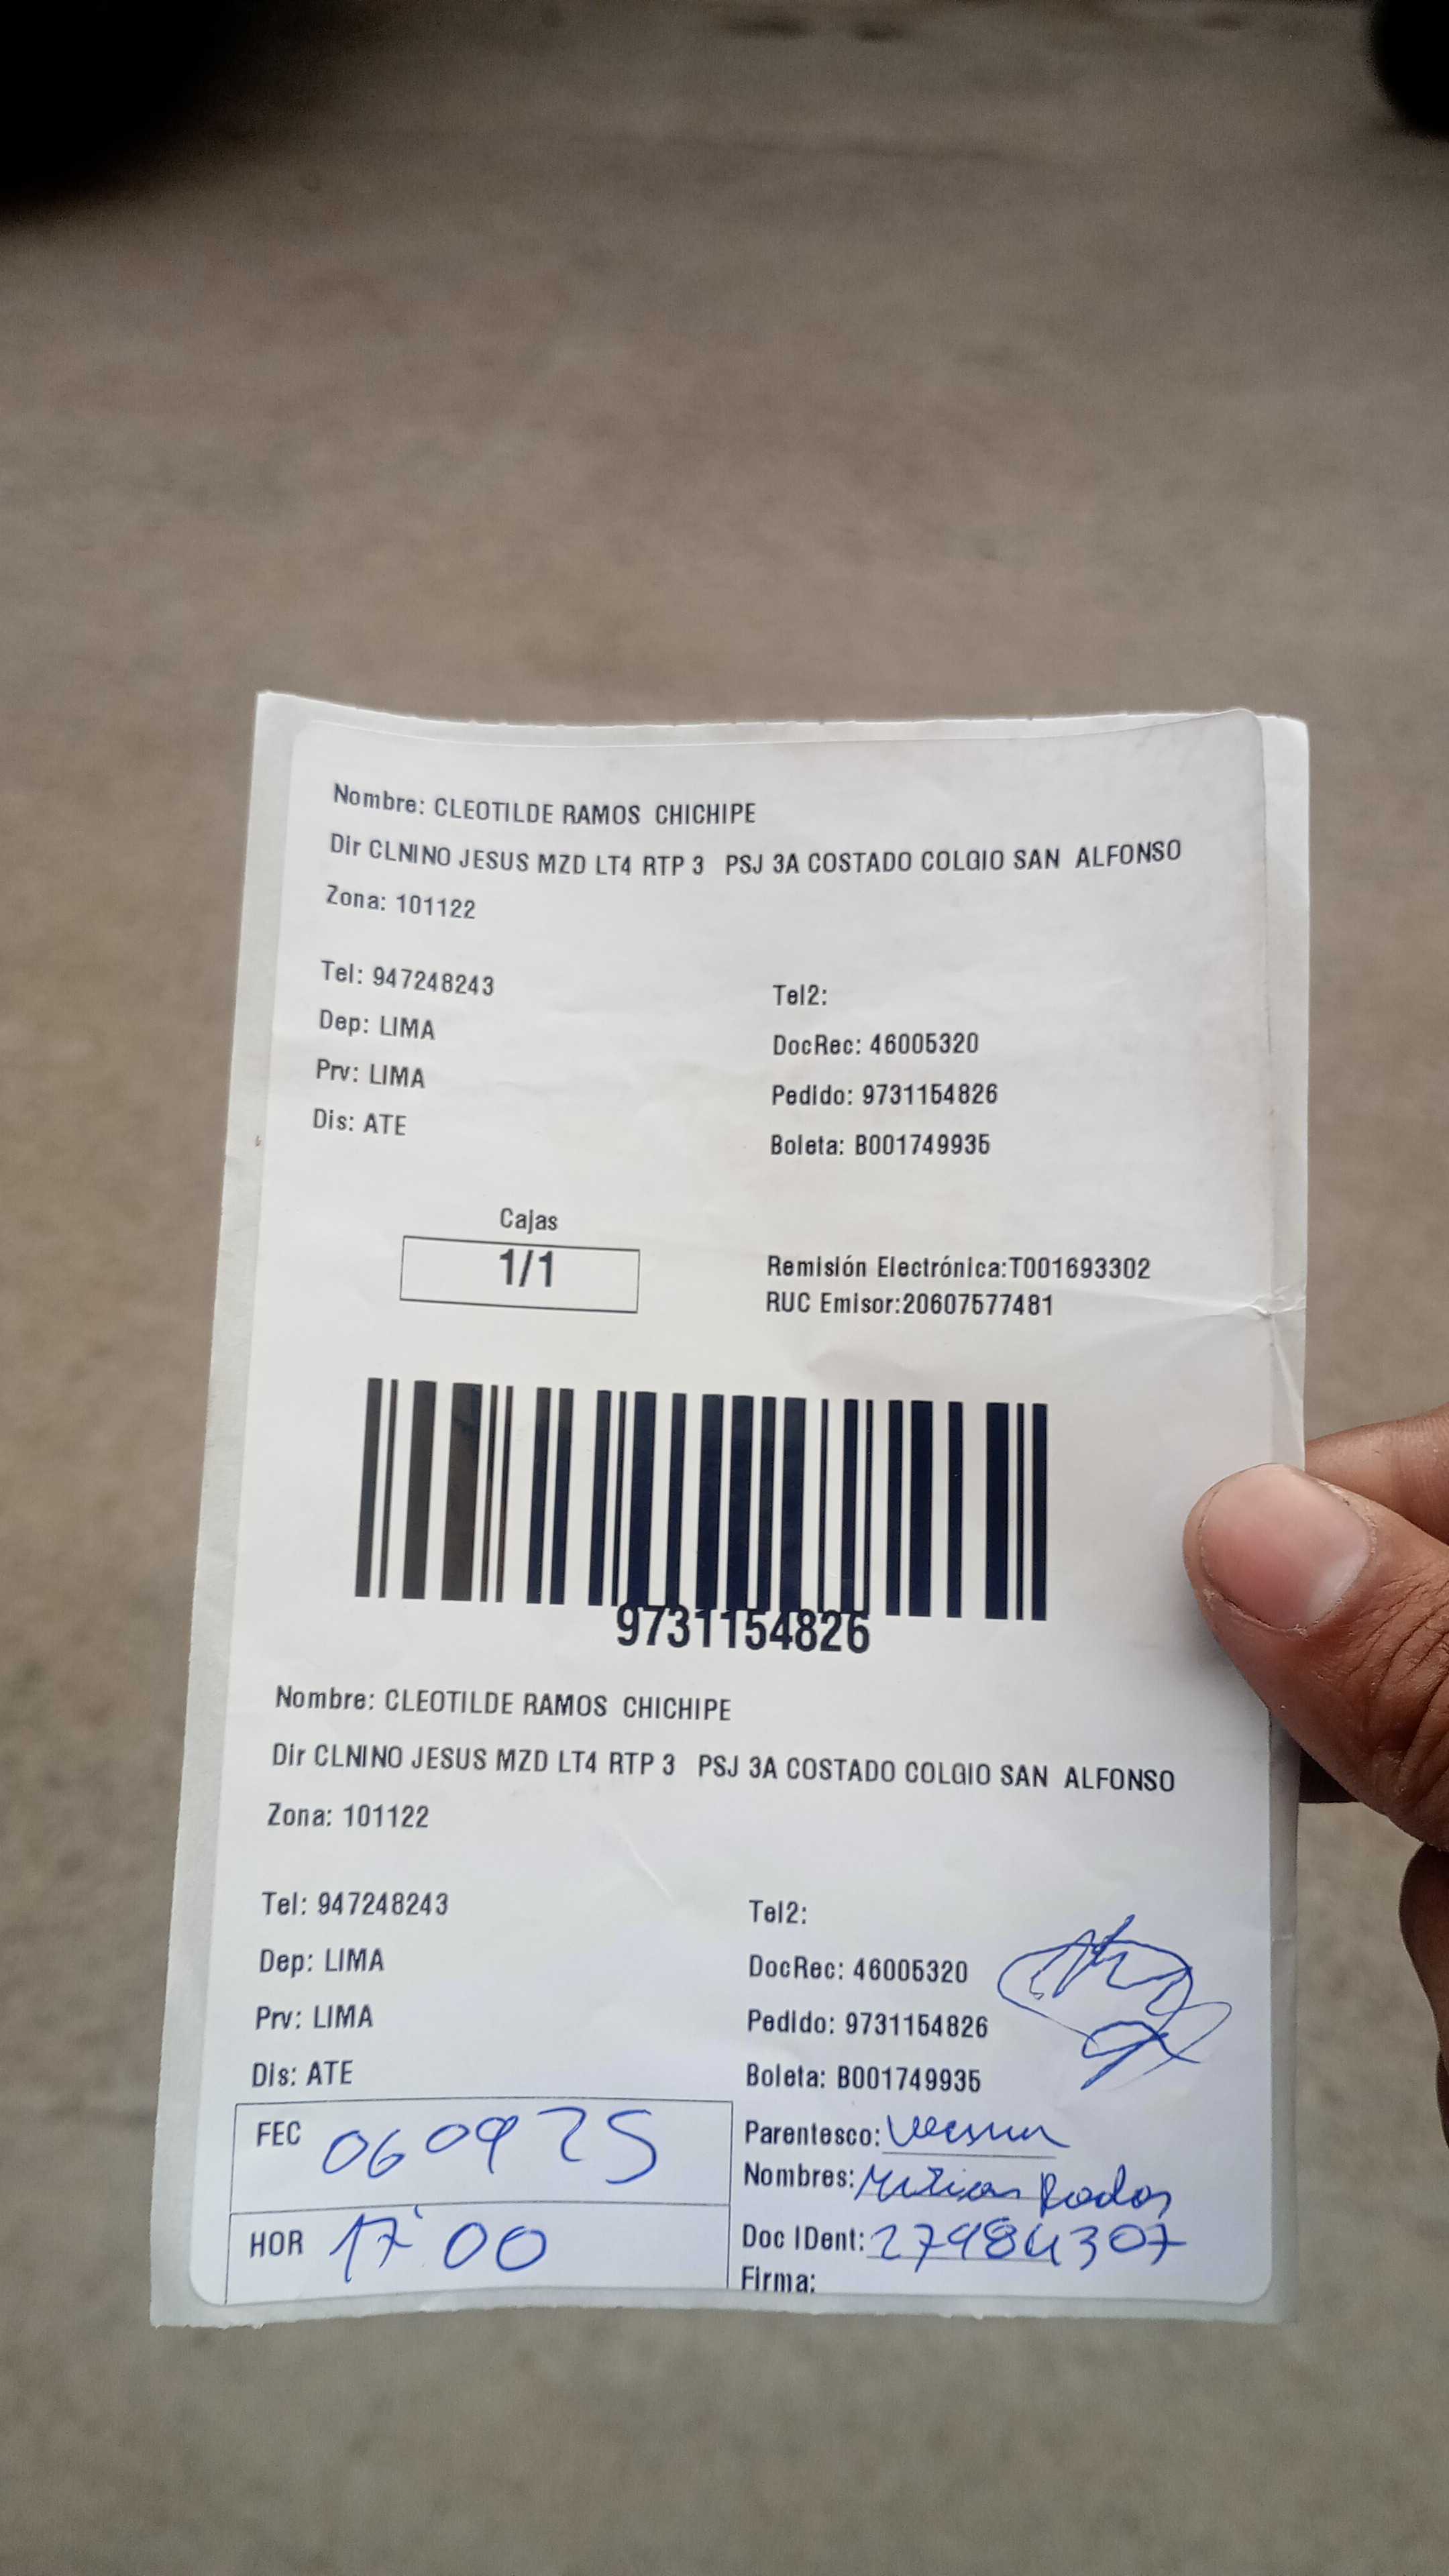 Nombre: CLEOTILDE RAMOS CHICHIPE
Dir CLNINO JESUS MZD LT4 RTP 3 PSJ 3A COSTADO COLGIO SAN ALFONSO
Zona: 101122
Tel: 947248243 Tel2:
Dep: LIMA DocRec: 46005320
Prv: LIMA Pedido: 9731154826
Dis: ATE Boleta: B001749935
Cajas
1/1
Remisión Electrónica:T001693302
RUC Emisor:20607577481
9731154826
Nombre: CLEOTILDE RAMOS CHICHIPE
Dir CLNINO JESUS MZD LT4 RTP 3 PSJ 3A COSTADO COLGIO SAN ALFONSO
Zona: 101122
Tel: 947248243 Tel2:
Dep: LIMA DocRec: 46005320
Prv: LIMA Pedido: 9731154826
Dis: ATE Boleta: B001749935
FEC 060925
Parentesco:
Nombres:
HOR 17:00
Doc IDent: 27984307
Firma: